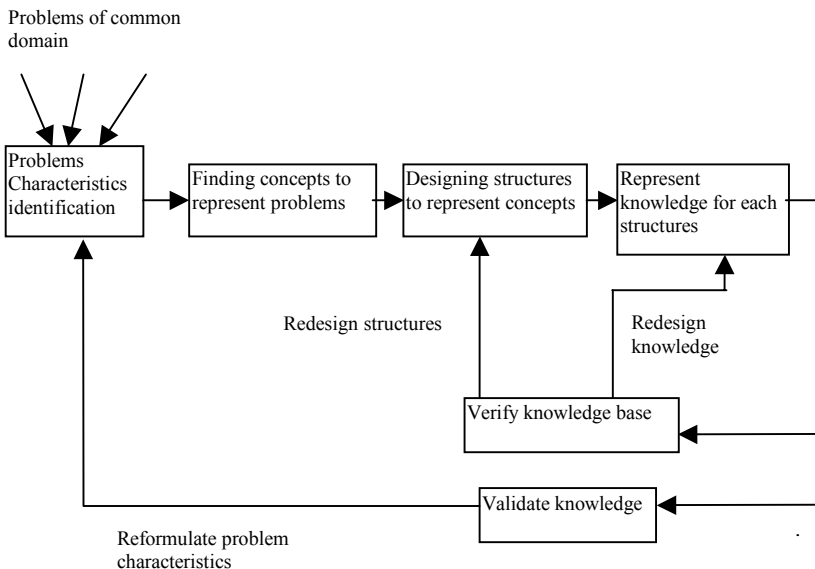 Problems of common
domain
Problems
Characteristics
identification
Finding concepts to
represent problems
Designing structures
to represent concepts
Represent
knowledge for each
structures
Redesign structures
Redesign
knowledge
Verify knowledge base
Validate knowledge
.
Reformulate problem
characteristics